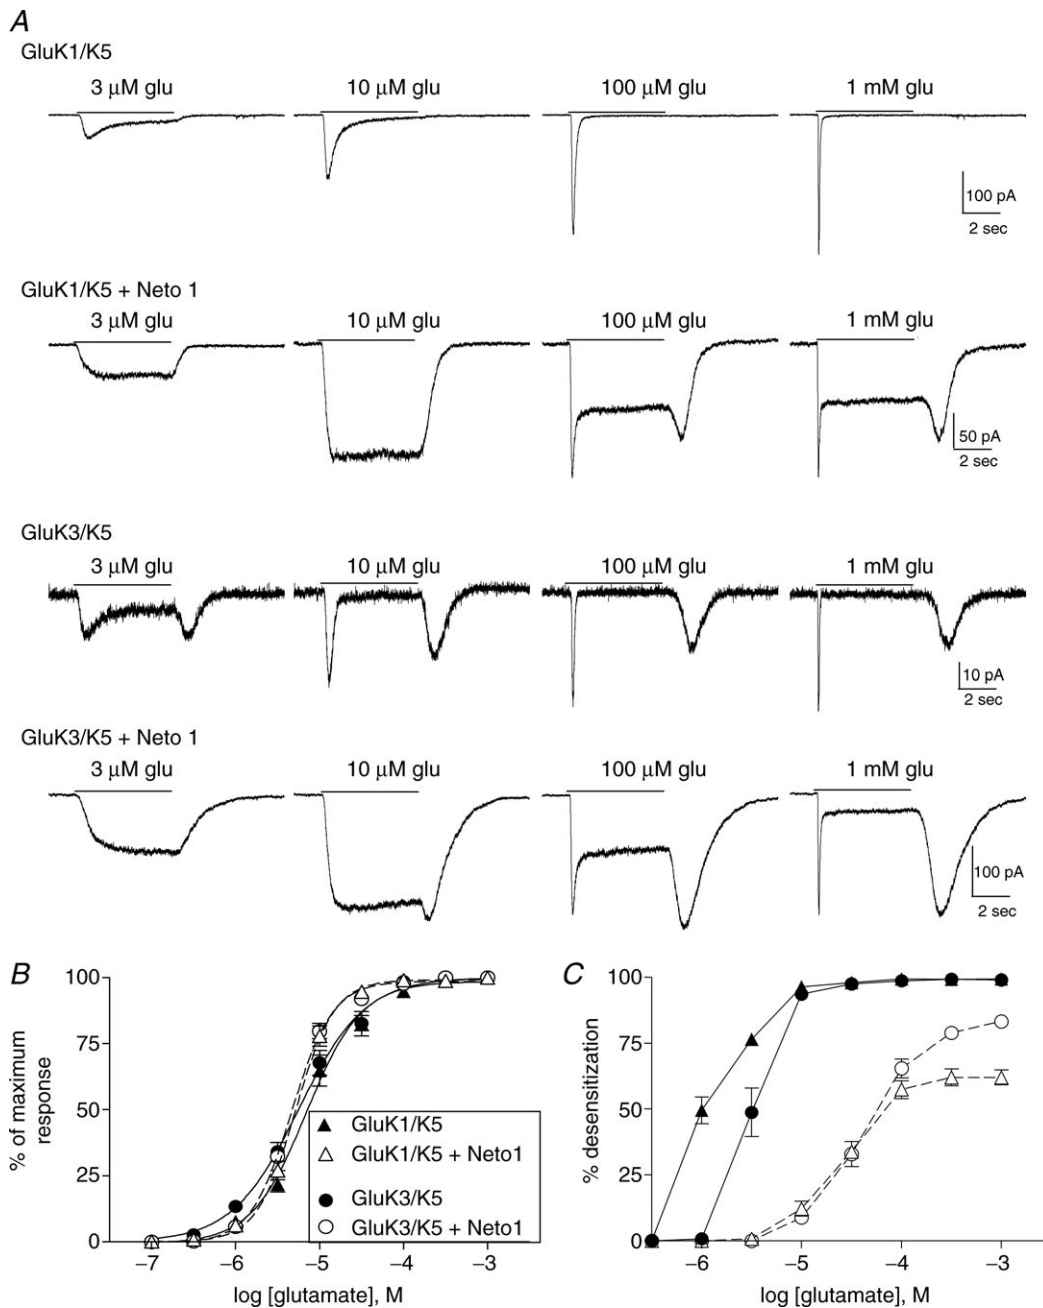 A
GluK1/K5
3 μM glu
10 μM glu
100 μM glu
1 mM glu
100 pA
2 sec
GluK1/K5 + Neto 1
3 μM glu
10 μM glu
100 μM glu
1 mM glu
50 pA
2 sec
GluK3/K5
3 μM glu
10 μM glu
100 μM glu
1 mM glu
10 pA
2 sec
GluK3/K5 + Neto 1
3 μM glu
10 μM glu
100 μM glu
1 mM glu
100 pA
2 sec
B
% of maximum
response
100
75
50
25
0
GluK1/K5
GluK1/K5 + Neto1
GluK3/K5
GluK3/K5 + Neto1
–7
–6
–5
–4
–3
log [glutamate], M
C
% desensitization
100
75
50
25
0
–6
–5
–4
–3
log [glutamate], M